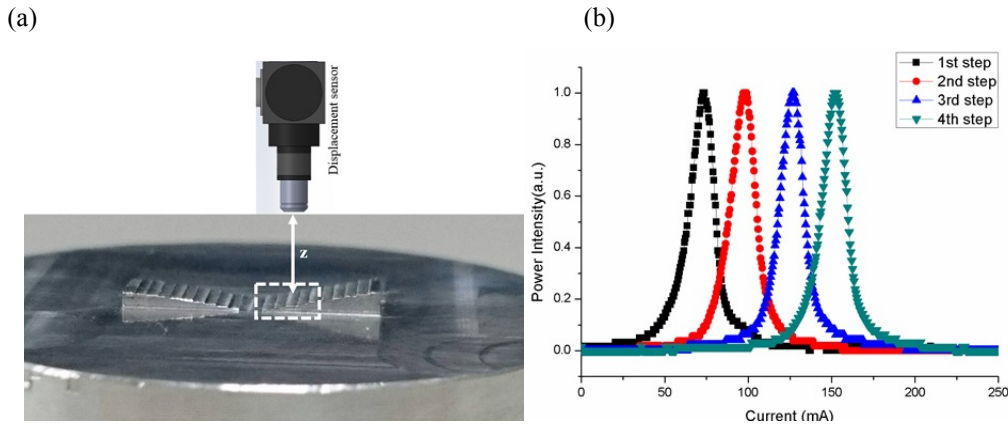 (a)
(b)
Displacement sensor
z
1st step
2nd step
3rd step
4th step
Power Intensity(a.u.)
1.0
0.8
0.6
0.4
0.2
0.0
0
50
100
150
200
250
Current (mA)